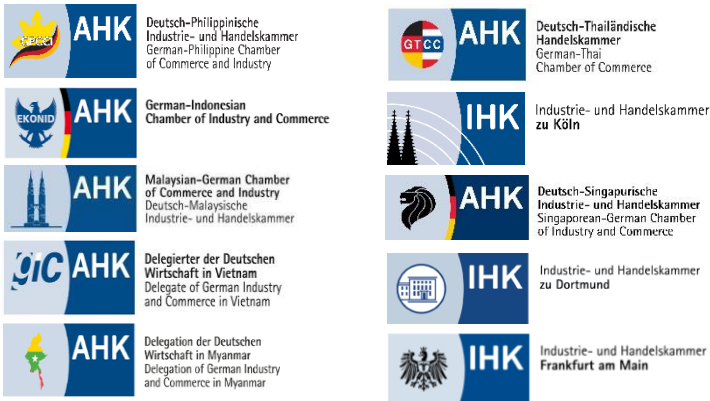 GPCCI
AHK
Deutsch-Philippinische
Industrie- und Handelskammer
German-Philippine Chamber
of Commerce and Industry
EKONID
AHK
German-Indonesian
Chamber of Industry and Commerce
AHK
Malaysian-German Chamber
of Commerce and Industry
Deutsch-Malaysische
Industrie- und Handelskammer
gic
AHK
Delegierter der Deutschen
Wirtschaft in Vietnam
Delegate of German Industry
and Commerce in Vietnam
AHK
Delegation der Deutschen
Wirtschaft in Myanmar
Delegation of German Industry
and Commerce in Myanmar
GTCC
AHK
Deutsch-Thailändische
Handelskammer
German-Thai
Chamber of Commerce
IHK
Industrie- und Handelskammer
zu Köln
AHK
Deutsch-Singapurische
Industrie- und Handelskammer
Singaporean-German Chamber
of Industry and Commerce
IHK
Industrie- und Handelskammer
zu Dortmund
IHK
Industrie- und Handelskammer
Frankfurt am Main